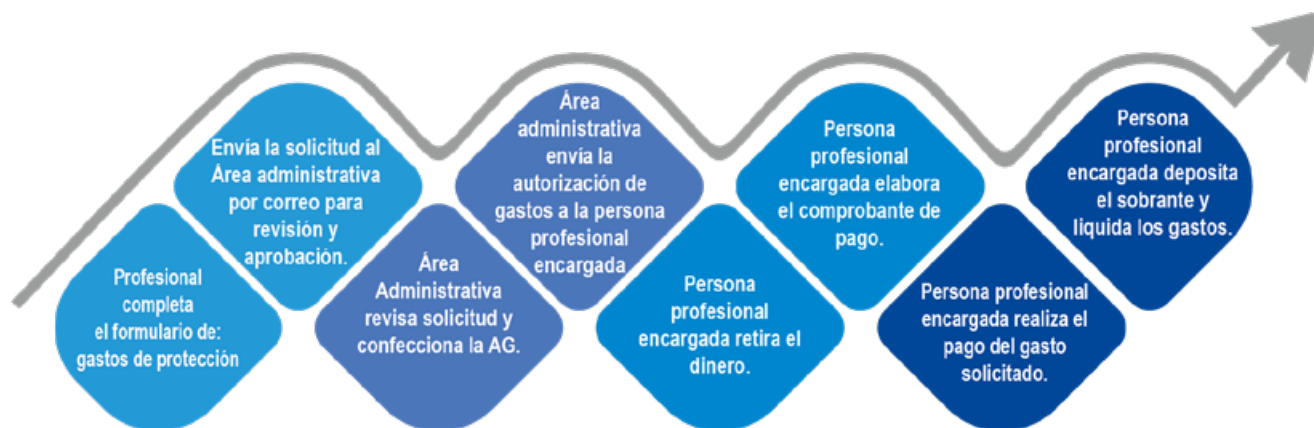 Profesional
completa
el formulario de:
gastos de protección
Envía la solicitud al
Área administrativa
por correo para
revisión y
aprobación.
Área
Administrativa
revisa solicitud y
confecciona la AG.
Área
administrativa
envía la
autorización de
gastos a la persona
profesional
encargada
Persona
profesional
encargada retira el
dinero.
Persona
profesional
encargada elabora
el comprobante de
pago.
Persona profesional
encargada realiza el
pago del gasto
solicitado.
Persona
profesional
encargada deposita
el sobrante y
liquida los gastos.